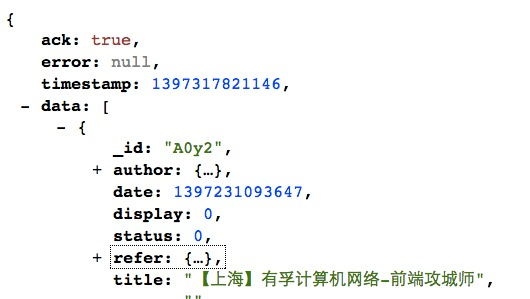 {
ack: true,
error: null,
timestamp: 1397317821146,
- data: [
- {
_id: "A0y2",
+ author: {…},
date: 1397231093647,
display: 0,
status: 0,
+ refer: {…},
title: "【上海】有孚计算机网络-前端攻城师",